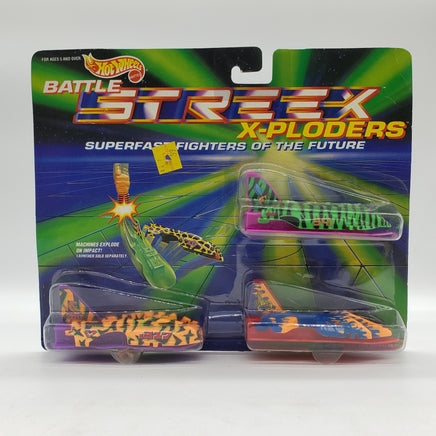 FOR AGES 5 AND OVER
Hot Wheels
BATTLE
STREEX
X-PLODERS
SUPERFAST FIGHTERS OF THE FUTURE
MACHINES EXPLODE
ON IMPACT!